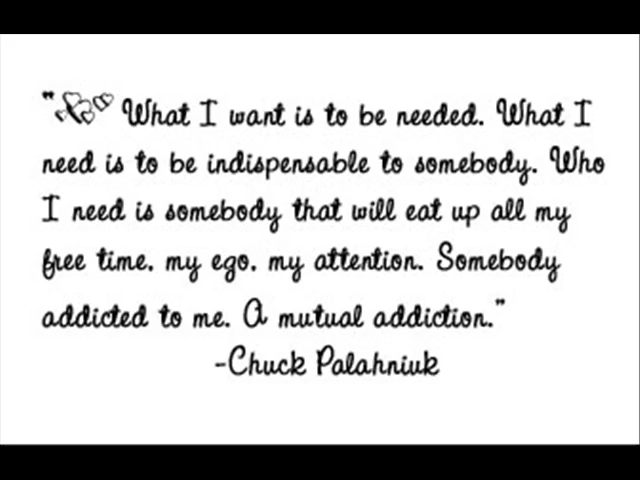 " What I want is to be needed. What I
need is to be indispensable to somebody. Who
I need is somebody that will eat up all my
free time, my ego, my attention. Somebody
addicted to me. A mutual addiction."
-Chuck Palahniuk